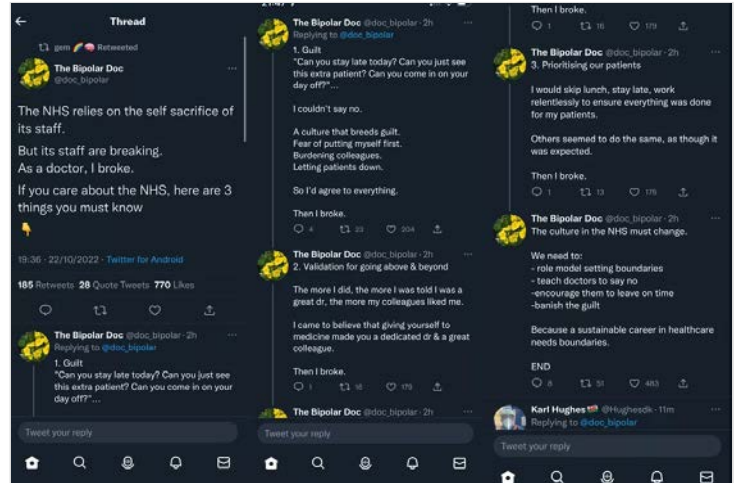 Thread
gem Retweeted
The Bipolar Doc
@doc_bipolar
The NHS relies on the self sacrifice of
its staff.
But its staff are breaking.
As a doctor, I broke.
If you care about the NHS, here are 3
things you must know
19:36 · 22/10/2022 · Twitter for Android
185 Retweets 28 Quote Tweets 770 Likes
The Bipolar Doc @doc_bipolar · 2h
Replying to @doc_bipolar
1. Guilt
"Can you stay late today? Can you just see
this extra patient? Can you come in on your
day off?"...
Tweet your reply
The Bipolar Doc @doc_bipolar · 2h
Replying to @doc_bipolar
1. Guilt
"Can you stay late today? Can you just see
this extra patient? Can you come in on your
day off?"...
I couldn't say no.
A culture that breeds guilt.
Fear of putting myself first.
Burdening colleagues.
Letting patients down.
So I'd agree to everything.
Then I broke.
4 23 204
The Bipolar Doc @doc_bipolar · 2h
2. Validation for going above & beyond
The more I did, the more I was told I was a
great dr, the more my colleagues liked me.
I came to believe that giving yourself to
medicine made you a dedicated dr & a great
colleague.
Then I broke.
1
The Bipolar Doc @doc_bipolar · 2h
Tweet your reply
Then I broke.
1 16 179
The Bipolar Doc @doc_bipolar · 2h
3. Prioritising our patients
I would skip lunch, stay late, work
relentlessly to ensure everything was done
for my patients.
Others seemed to do the same, as though it
was expected.
Then I broke.
1 13 176
The Bipolar Doc @doc_bipolar · 2h
The culture in the NHS must change.
We need to:
- role model setting boundaries
- teach doctors to say no
-encourage them to leave on time
-banish the guilt
Because a sustainable career in healthcare
needs boundaries.
END
8 51 483
Karl Hughes @Hughesdk · 11m
Replying to @doc_bipolar
Tweet your reply